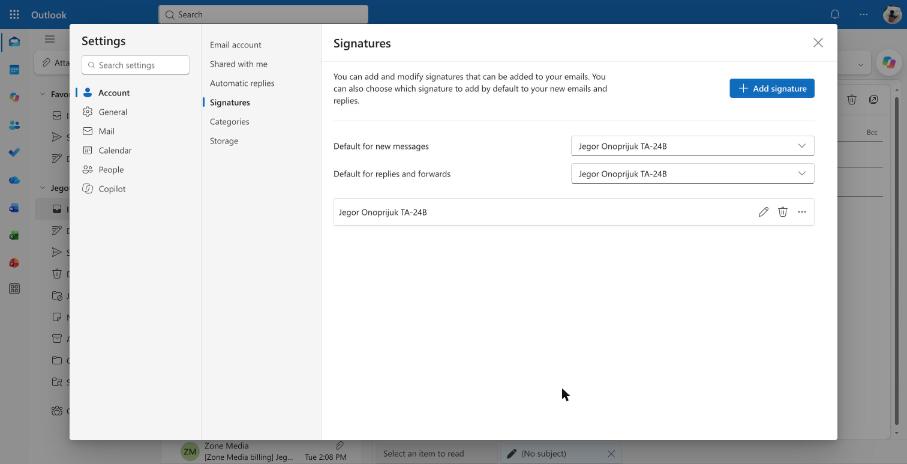 Outlook
Search
Settings
Search settings
Account
General
Mail
Calendar
People
Copilot
Email account
Shared with me
Automatic replies
Signatures
Categories
Storage
Signatures
You can add and modify signatures that can be added to your emails. You
can also choose which signature to add by default to your new emails and
replies.
Add signature
Default for new messages
Jegor Onoprijuk TA-24B
Default for replies and forwards
Jegor Onoprijuk TA-24B
Jegor Onoprijuk TA-24B
Atta
Favo
Jego
Bcc
ZM
Zone Media
[Zone Media billing] Jeg...
Tue 2:08 PM
Select an item to read
(No subject)